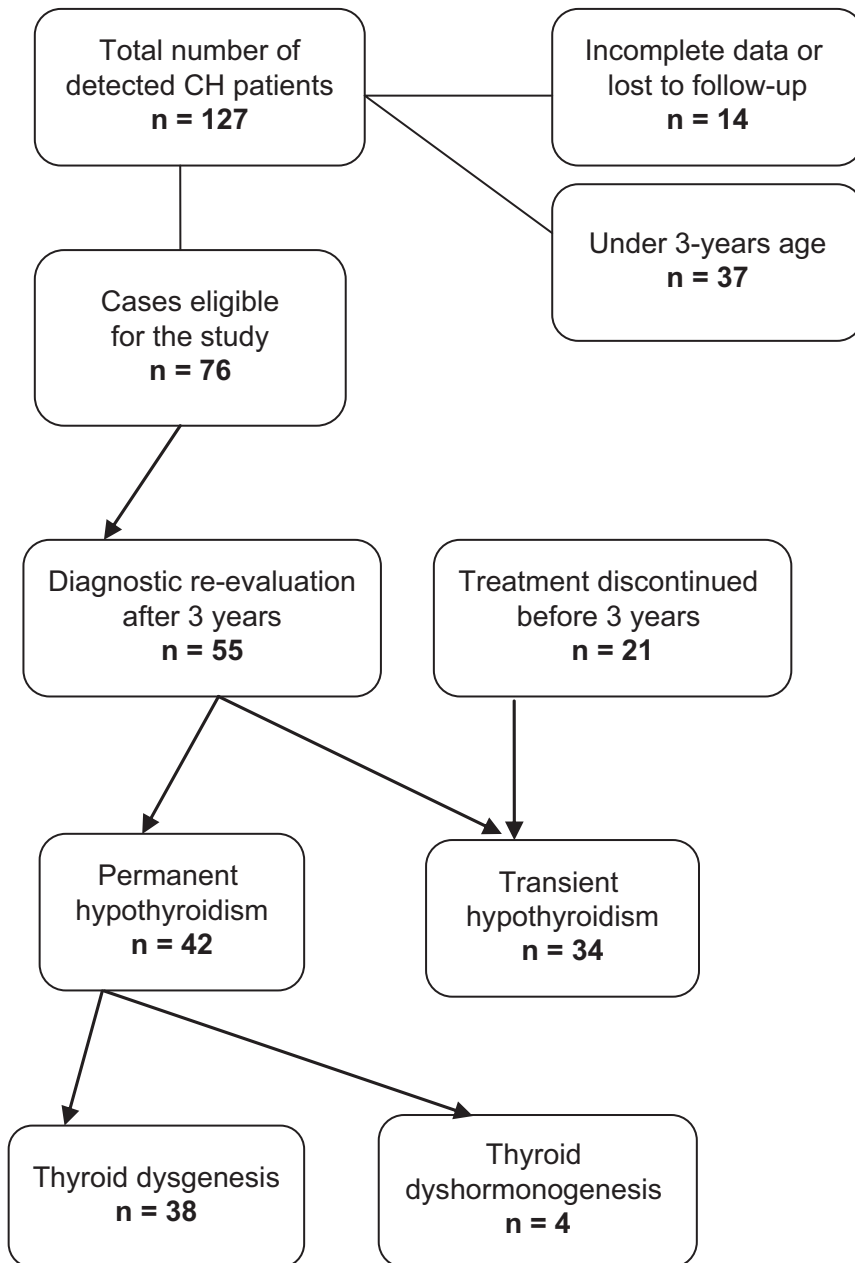 Total number of
detected CH patients
n = 127
Incomplete data or
lost to follow-up
n = 14
Under 3-years age
n = 37
Cases eligible
for the study
n = 76
Diagnostic re-evaluation
after 3 years
n = 55
Treatment discontinued
before 3 years
n = 21
Permanent
hypothyroidism
n = 42
Transient
hypothyroidism
n = 34
Thyroid dysgenesis
n = 38
Thyroid
dyshormonogenesis
n = 4